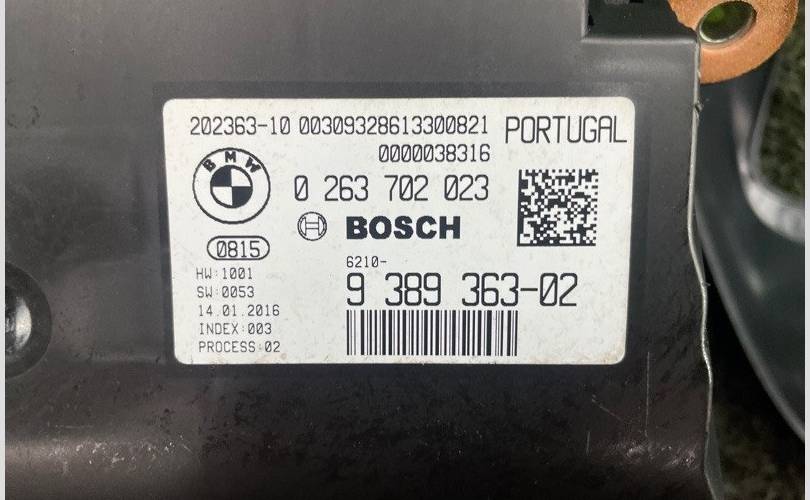 202363-10 00309328613300821 PORTUGAL
0000038316
BMW
0 263 702 023
BOSCH
0815
6210-
HW:1001
9 389 363-02
SW:0053
14.01.2016
INDEX:003
PROCESS:02